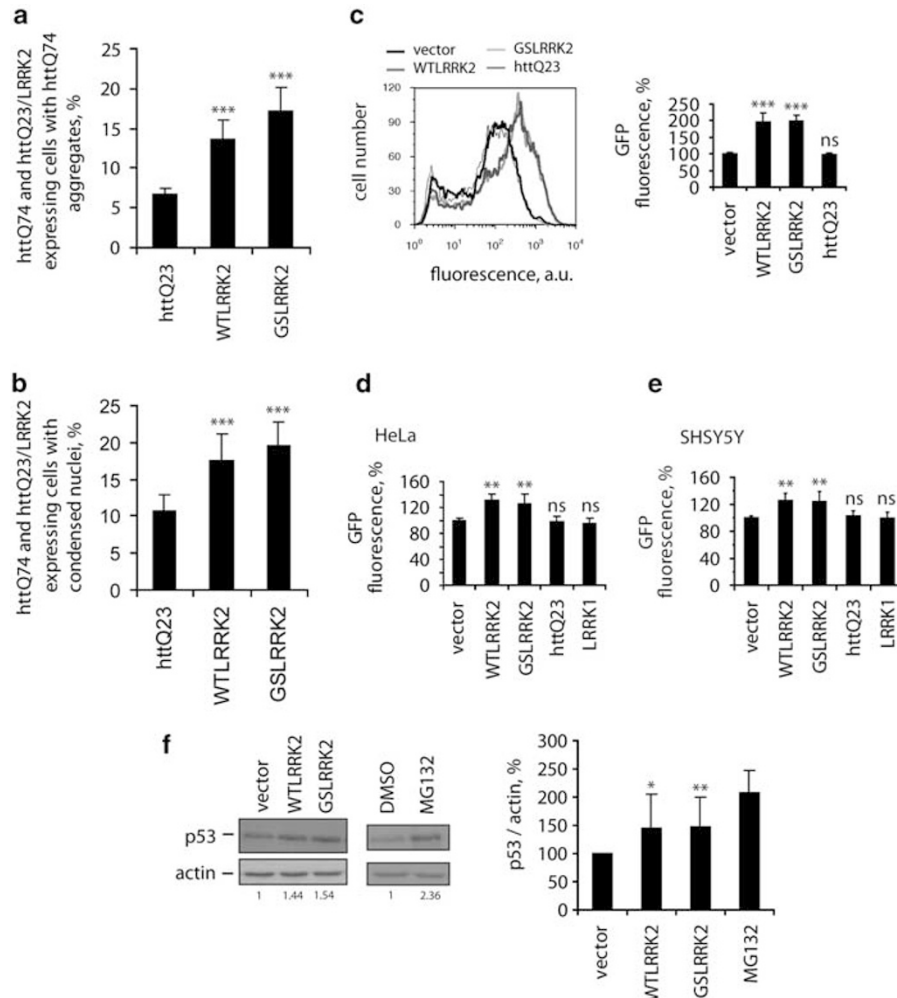 a
httQ74 and httQ23/LRRK2
expressing cells with httQ74
aggregates, %
25
20
15
10
5
0
***
***
httQ23
WTLRRK2
GSLRRK2
b
httQ74 and httQ23/LRRK2
expressing cells with
condensed nuclei, %
25
20
15
10
5
0
***
***
httQ23
WTLRRK2
GSLRRK2
c
vector
GSLRRK2
WTLRRK2
httQ23
cell number
120
90
60
30
0
10⁰
10¹
10²
10³
10⁴
fluorescence, a.u.
GFP
fluorescence, %
250
200
150
100
50
0
***
***
ns
vector
WTLRRK2
GSLRRK2
httQ23
d
HeLa
GFP
fluorescence, %
160
120
80
40
0
**
**
ns
ns
vector
WTLRRK2
GSLRRK2
httQ23
LRRK1
e
SHSY5Y
GFP
fluorescence, %
160
120
80
40
0
**
**
ns
ns
vector
WTLRRK2
GSLRRK2
httQ23
LRRK1
f
vector
WTLRRK2
GSLRRK2
DMSO
MG132
p53
actin
1 1.44 1.54 1 2.36
p53 / actin, %
300
250
200
150
100
50
0
*
**
vector
WTLRRK2
GSLRRK2
MG132